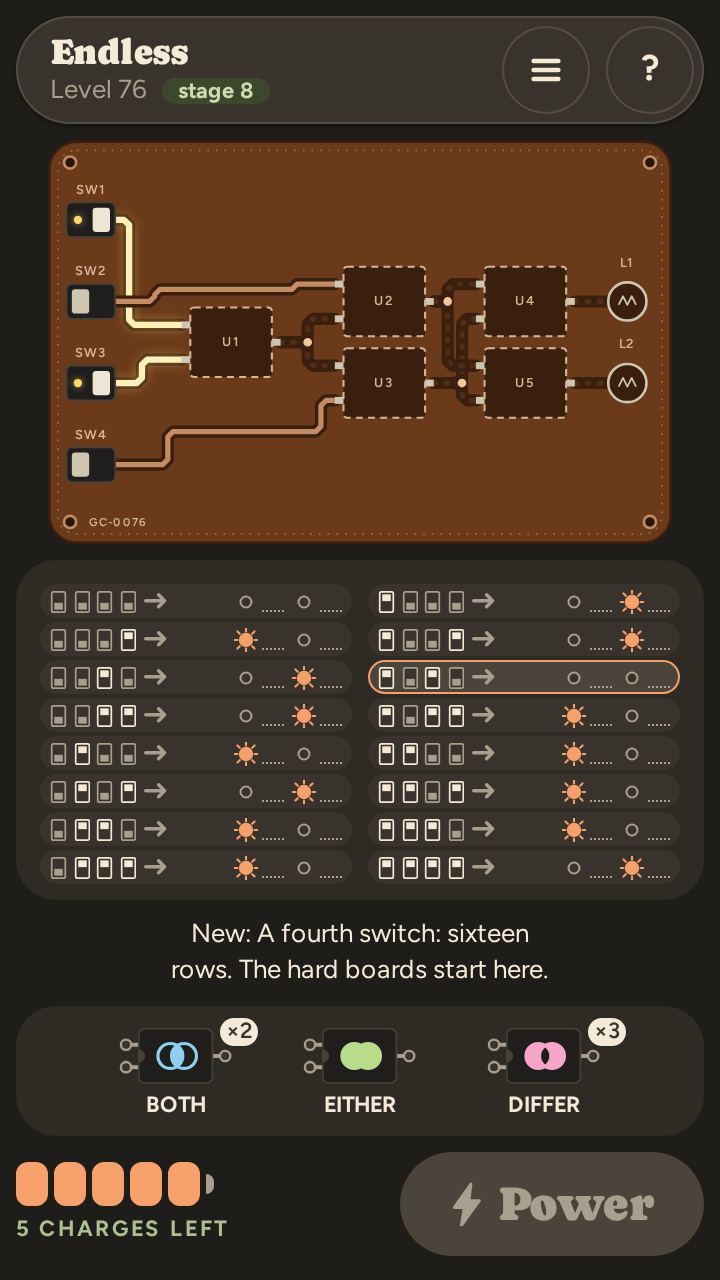 Endless
Level 76 stage 8
?
SW1
SW2
SW3
SW4
U1
U2
U3
U4
U5
L1
L2
GC-0076
New: A fourth switch: sixteen
rows. The hard boards start here.
×2
×3
BOTH
EITHER
DIFFER
5 CHARGES LEFT
Power